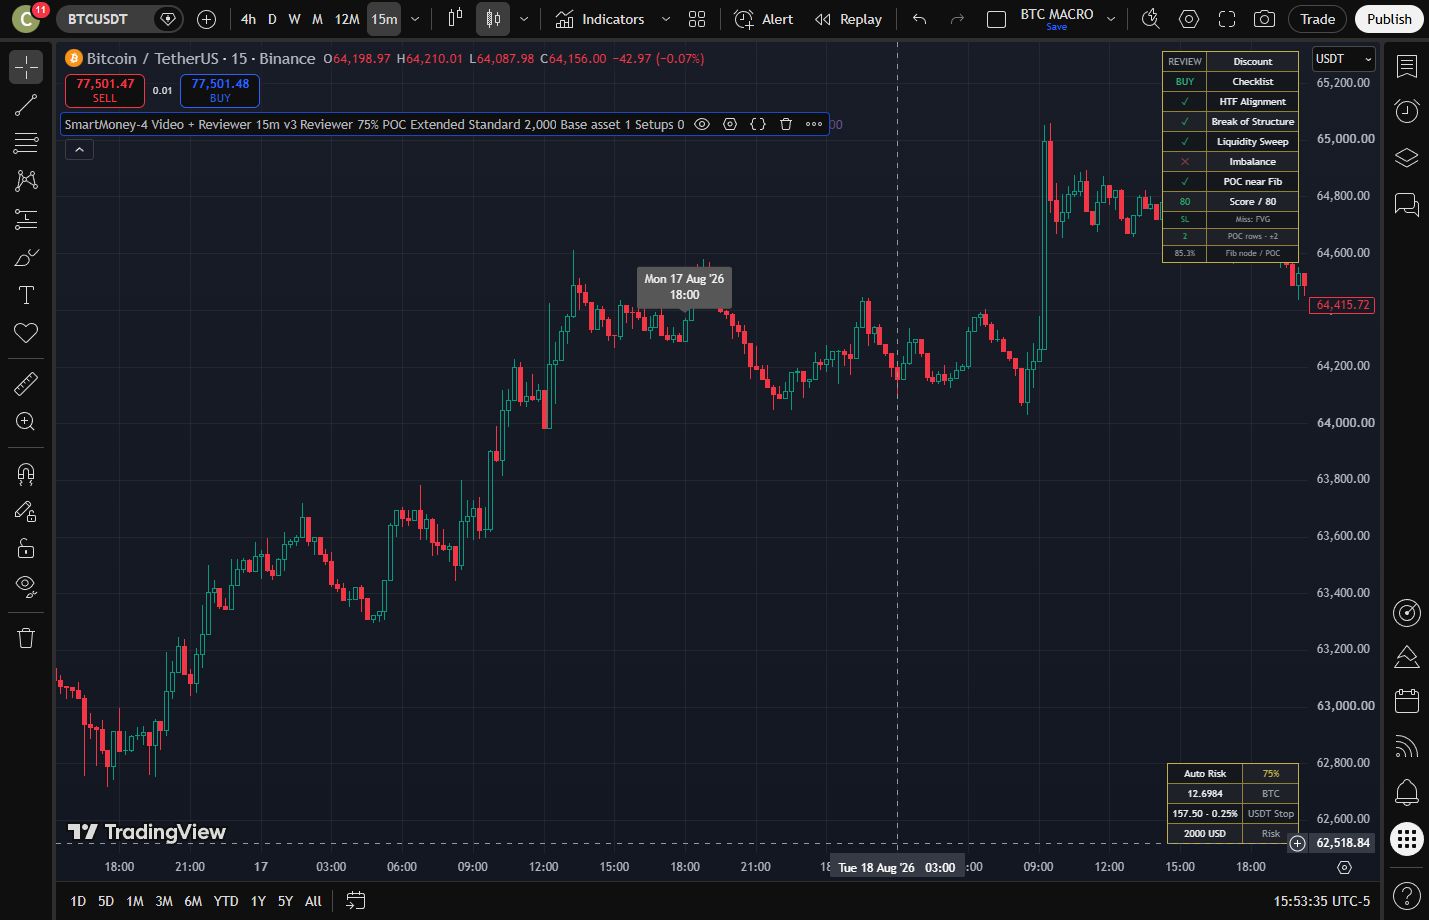 C 11 BTCUSDT 4h D W M 12M 15m Indicators Alert Replay BTC MACRO Save Trade Publish
Bitcoin / TetherUS · 15 · Binance O64,198.97 H64,210.01 L64,087.98 C64,156.00 −42.97 (−0.07%)
77,501.47 SELL
0.01
77,501.48 BUY
SmartMoney-4 Video + Reviewer 15m v3 Reviewer 75% POC Extended Standard 2,000 Base asset 1 Setups 0
Mon 17 Aug '26
18:00
REVIEW Discount
BUY Checklist
✓ HTF Alignment
✓ Break of Structure
✓ Liquidity Sweep
✕ Imbalance
✓ POC near Fib
80 Score / 80
SL Miss: FVG
2 POC rows - ±2
85.3% Fib node / POC
USDT
65,200.00
65,000.00
64,800.00
64,600.00
64,415.72
64,200.00
64,000.00
63,800.00
63,600.00
63,400.00
63,200.00
63,000.00
62,800.00
62,600.00
62,518.84
Auto Risk 75%
12.6984 BTC
157.50 - 0.25% USDT Stop
2000 USD Risk
TradingView
18:00 21:00 17 03:00 06:00 09:00 12:00 15:00 18:00 21:00 Tue 18 Aug '26 03:00 09:00 12:00 15:00 18:00
1D 5D 1M 3M 6M YTD 1Y 5Y All
15:53:35 UTC-5